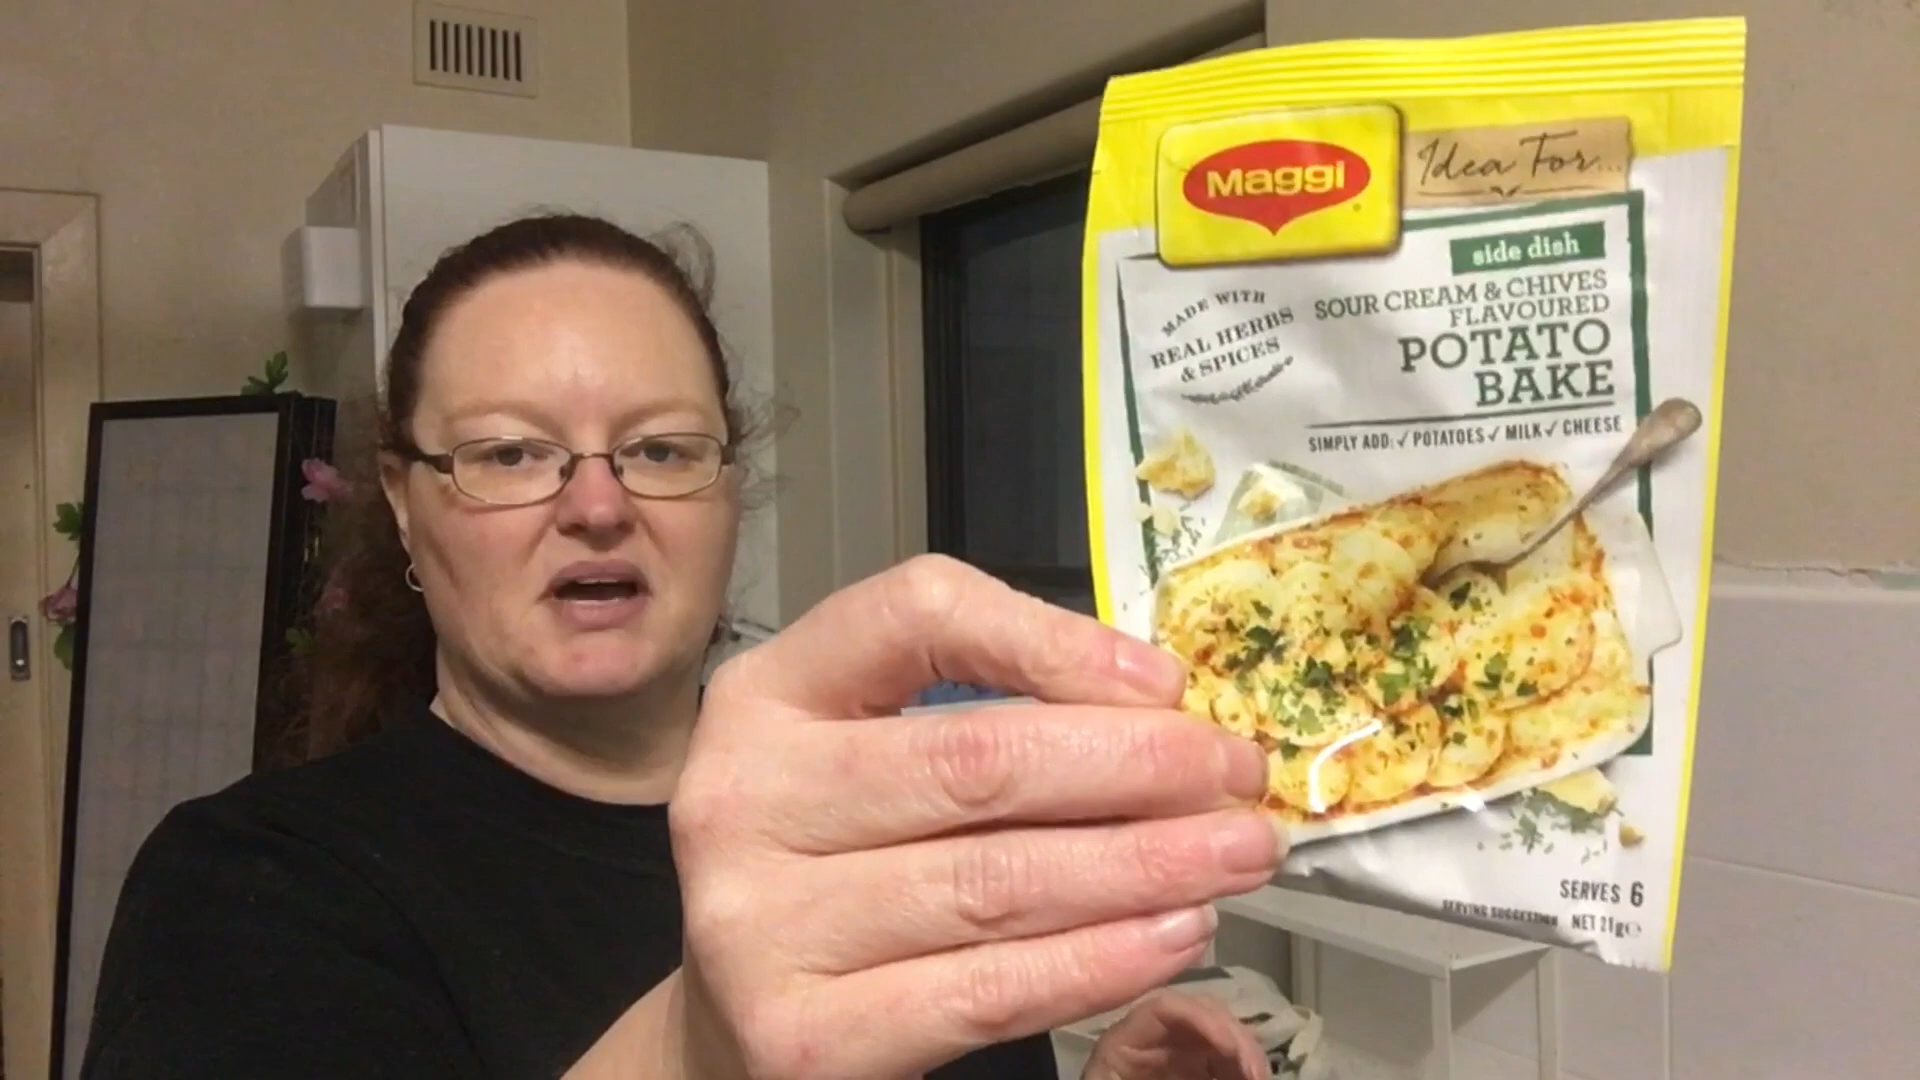 Maggi
Idea For...
side dish
MADE WITH
REAL HERBS
& SPICES
SOUR CREAM & CHIVES
FLAVOURED
POTATO
BAKE
SIMPLY ADD: ✓ POTATOES ✓ MILK ✓ CHEESE
SERVES 6
SERVING SUGGESTION NET 21g℮